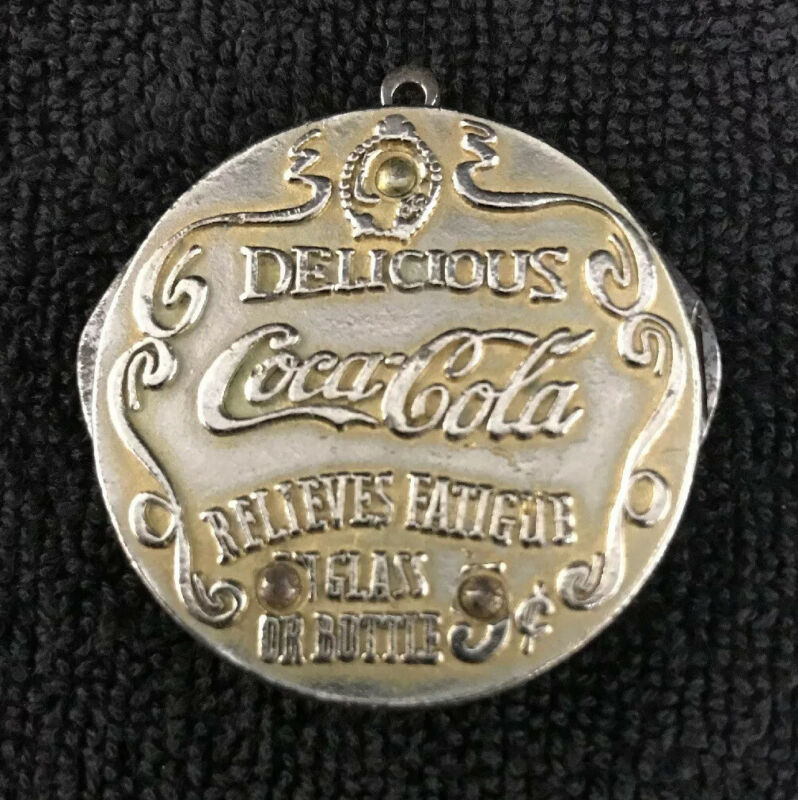 DELICIOUS
Coca-Cola
RELIEVES FATIGUE
IN GLASS
OR BOTTLE 5¢